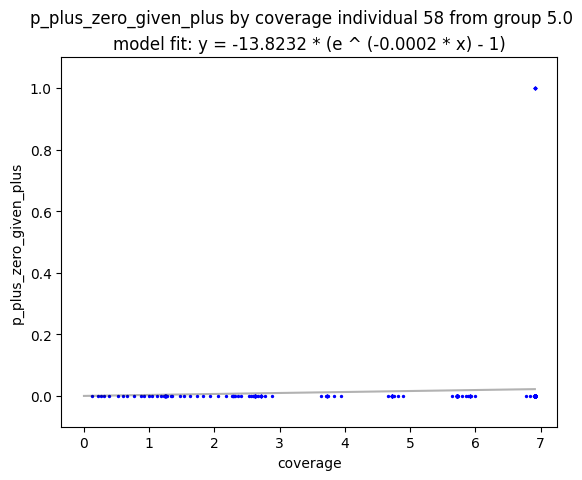 p_plus_zero_given_plus by coverage individual 58 from group 5.0
model fit: y = -13.8232 * (e ^ (-0.0002 * x) - 1)
1.0
0.8
0.6
0.4
0.2
0.0
p_plus_zero_given_plus
0 1 2 3 4 5 6 7
coverage